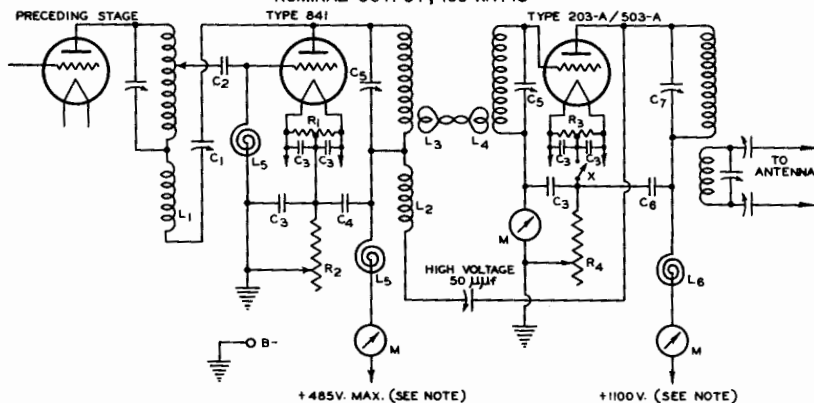 NOMINAL OUTPUT, 100 WATTS
PRECEDING STAGE
TYPE 841
TYPE 203-A/503-A
C2
C5
C5
C7
R1
L3
L4
R3
C3
C3
C3
C3
L5
C1
L1
X
TO
ANTENNA
C3
C4
L2
C3
C6
M
R2
L5
R4
HIGH VOLTAGE
50 µµf
L6
B-
M
M
+485V. MAX. (SEE NOTE)
+1100V. (SEE NOTE)